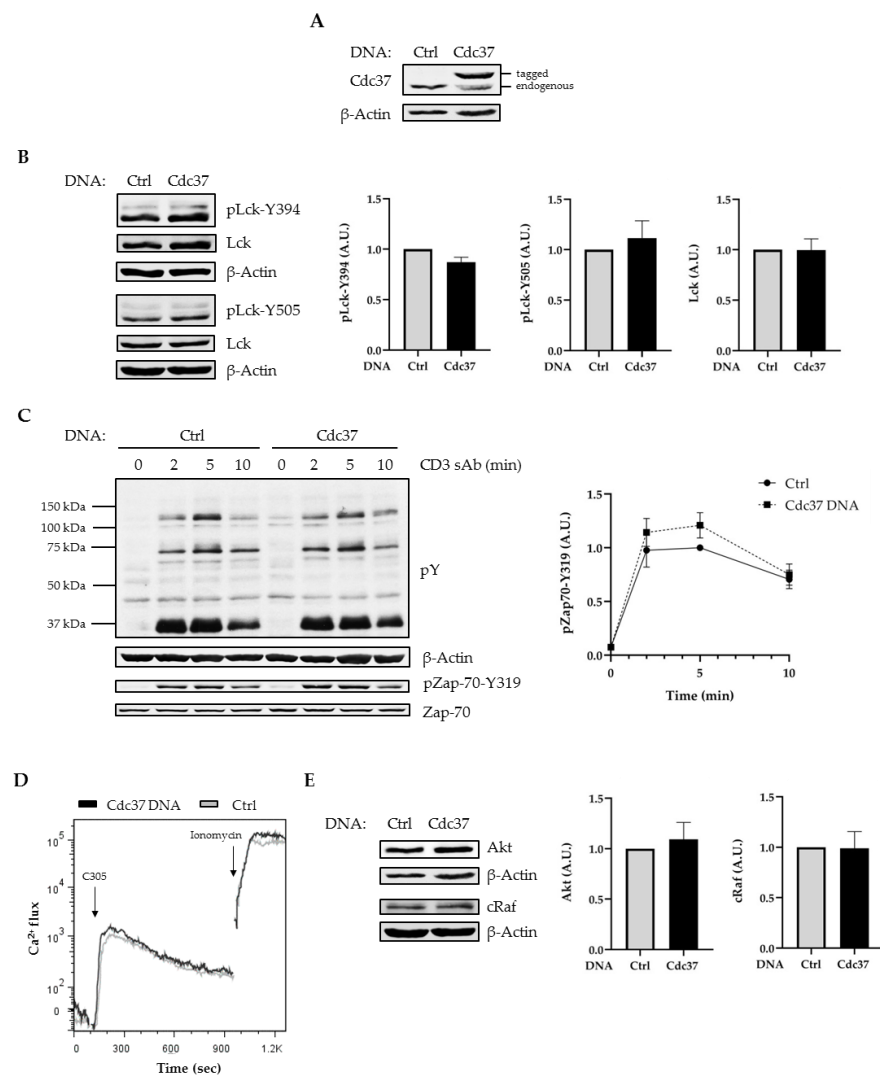 A
DNA: Ctrl Cdc37
Cdc37
tagged
endogenous
β-Actin
B
DNA: Ctrl Cdc37
pLck-Y394
Lck
β-Actin
pLck-Y505
Lck
β-Actin
pLck-Y394 (A.U.)
1.5
1.0
0.5
0.0
DNA Ctrl Cdc37
pLck-Y505 (A.U.)
1.5
1.0
0.5
0.0
DNA Ctrl Cdc37
Lck (A.U.)
1.5
1.0
0.5
0.0
DNA Ctrl Cdc37
C
DNA: Ctrl Cdc37
0 2 5 10 0 2 5 10 CD3 sAb (min)
150 kDa
100 kDa
75 kDa
50 kDa
37 kDa
pY
β-Actin
pZap-70-Y319
Zap-70
Ctrl
Cdc37 DNA
pZap70-Y319 (A.U.)
1.5
1.0
0.5
0.0
0 5 10
Time (min)
D
Cdc37 DNA Ctrl
Ca²⁺ flux
10⁵
10⁴
10³
10²
0
C305
Ionomycin
0 300 600 900 1.2K
Time (sec)
E
DNA: Ctrl Cdc37
Akt
β-Actin
cRaf
β-Actin
Akt (A.U.)
1.5
1.0
0.5
0.0
DNA Ctrl Cdc37
cRaf (A.U.)
1.5
1.0
0.5
0.0
DNA Ctrl Cdc37